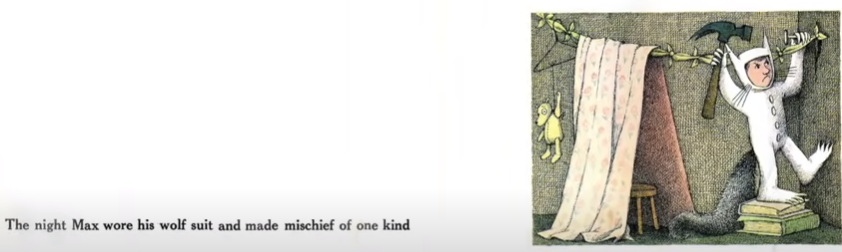 The night Max wore his wolf suit and made mischief of one kind